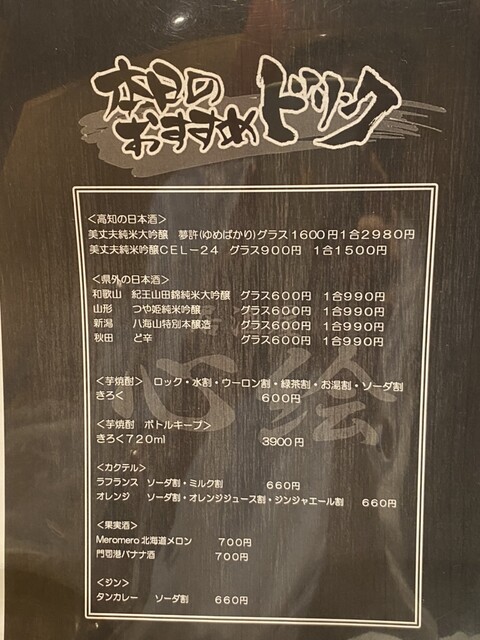 本日の
おすすめ ドリンク
<高知の日本酒>
美丈夫純米大吟醸 夢許(ゆめばかり)グラス1600円1合2980円
美丈夫純米吟醸CEL-24 グラス900円 1合1500円
<県外の日本酒>
和歌山 紀王山田錦純米大吟醸 グラス600円 1合990円
山形 つや姫純米吟醸 グラス600円 1合990円
新潟 八海山特別本醸造 グラス600円 1合990円
秋田 ど辛 グラス600円 1合990円
<芋焼酎> ロック・水割・ウーロン割・緑茶割・お湯割・ソーダ割
きろく 600円
<芋焼酎 ボトルキープ>
きろく720ml 3900円
<カクテル>
ラフランス ソーダ割・ミルク割 660円
オレンジ ソーダ割・オレンジジュース割・ジンジャエール割 660円
<果実酒>
Meromero北海道メロン 700円
門司港バナナ酒 700円
<ジン>
タンカレー ソーダ割 660円
心絵